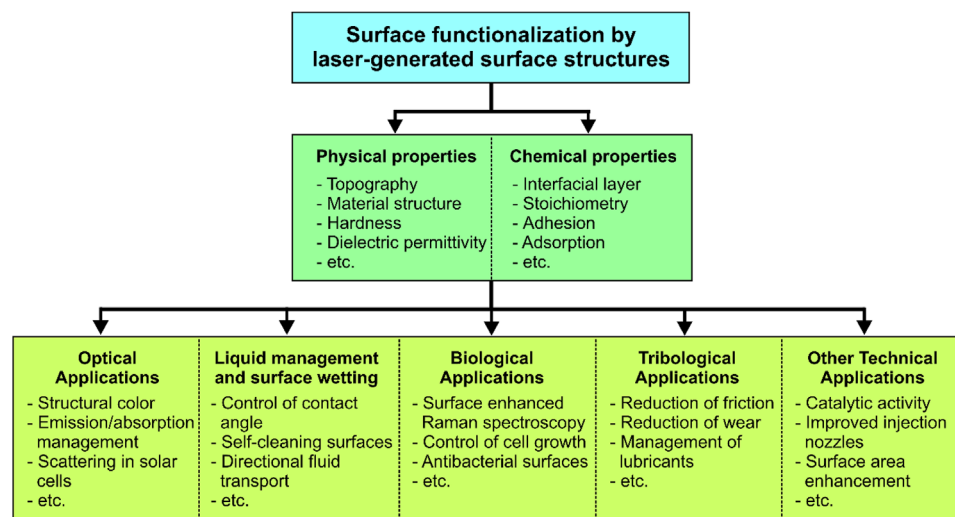 Surface functionalization by
laser-generated surface structures
Physical properties
- Topography
- Material structure
- Hardness
- Dielectric permittivity
- etc.
Chemical properties
- Interfacial layer
- Stoichiometry
- Adhesion
- Adsorption
- etc.
Optical
Applications
- Structural color
- Emission/absorption
management
- Scattering in solar
cells
- etc.
Liquid management
and surface wetting
- Control of contact
angle
- Self-cleaning surfaces
- Directional fluid
transport
- etc.
Biological
Applications
- Surface enhanced
Raman spectroscopy
- Control of cell growth
- Antibacterial surfaces
- etc.
Tribological
Applications
- Reduction of friction
- Reduction of wear
- Management of
lubricants
- etc.
Other Technical
Applications
- Catalytic activity
- Improved injection
nozzles
- Surface area
enhancement
- etc.